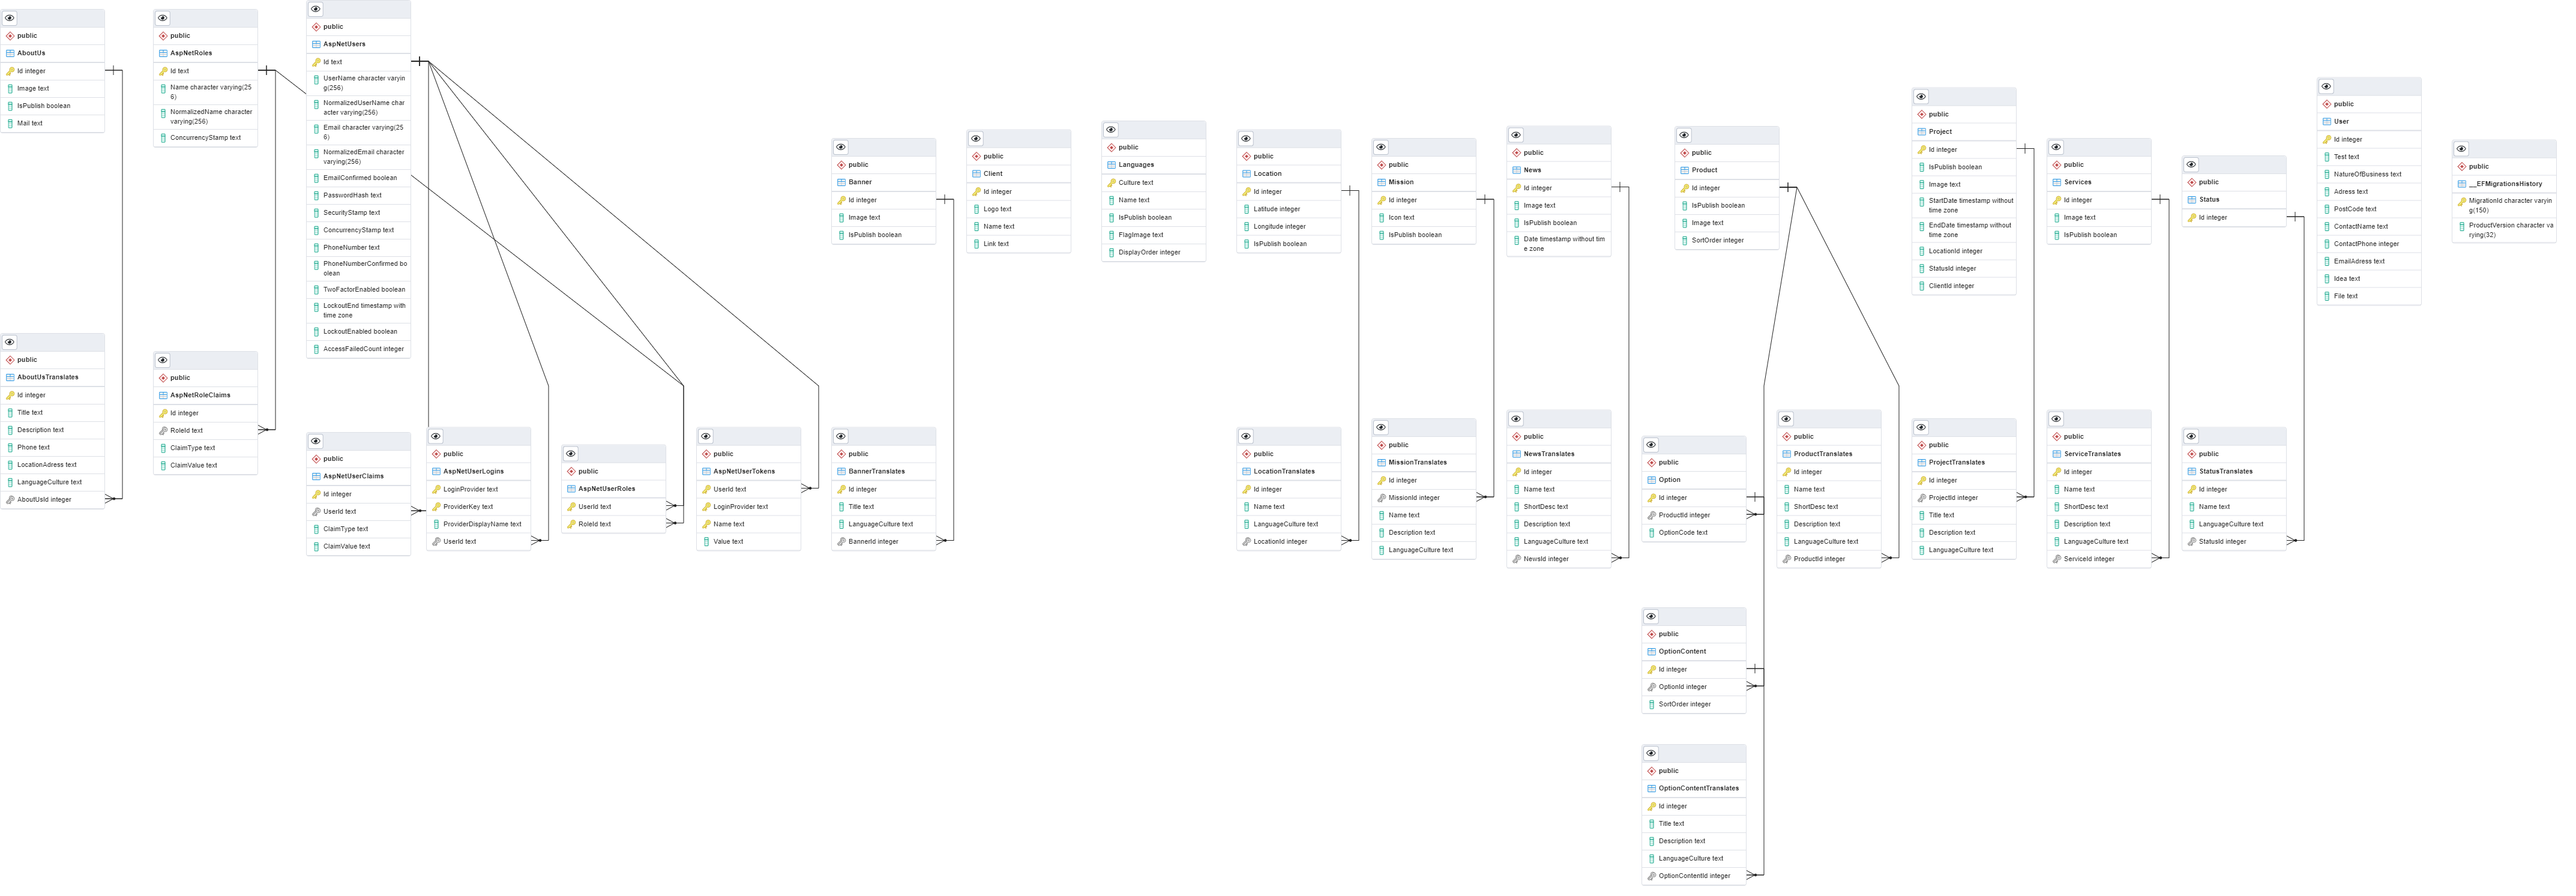 public
AboutUs
Id integer
Image text
IsPublish boolean
Mail text
public
AspNetRoles
Id text
Name character varying(25
6)
NormalizedName character
varying(256)
ConcurrencyStamp text
public
AspNetUsers
Id text
UserName character varyin
g(256)
NormalizedUserName char
acter varying(256)
Email character varying(25
6)
NormalizedEmail character
varying(256)
EmailConfirmed boolean
PasswordHash text
SecurityStamp text
ConcurrencyStamp text
PhoneNumber text
PhoneNumberConfirmed bo
olean
TwoFactorEnabled boolean
LockoutEnd timestamp with
time zone
LockoutEnabled boolean
AccessFailedCount integer
public
Banner
Id integer
Image text
IsPublish boolean
public
Client
Id integer
Logo text
Name text
Link text
public
Languages
Culture text
Name text
IsPublish boolean
FlagImage text
DisplayOrder integer
public
Location
Id integer
Latitude integer
Longitude integer
IsPublish boolean
public
Mission
Id integer
Icon text
IsPublish boolean
public
News
Id integer
Image text
IsPublish boolean
Date timestamp without tim
e zone
public
Product
Id integer
IsPublish boolean
Image text
SortOrder integer
public
Project
Id integer
IsPublish boolean
Image text
StartDate timestamp without
time zone
EndDate timestamp without
time zone
LocationId integer
StatusId integer
ClientId integer
public
Services
Id integer
Image text
IsPublish boolean
public
Status
Id integer
public
User
Id integer
Test text
NatureOfBusiness text
Adress text
PostCode text
ContactName text
ContactPhone integer
EmailAdress text
Idea text
File text
public
__EFMigrationsHistory
MigrationId character varyin
g(150)
ProductVersion character va
rying(32)
public
AboutUsTranslates
Id integer
Title text
Description text
Phone text
LocationAdress text
LanguageCulture text
AboutUsId integer
public
AspNetRoleClaims
Id integer
RoleId text
ClaimType text
ClaimValue text
public
AspNetUserClaims
Id integer
UserId text
ClaimType text
ClaimValue text
public
AspNetUserLogins
LoginProvider text
ProviderKey text
ProviderDisplayName text
UserId text
public
AspNetUserRoles
UserId text
RoleId text
public
AspNetUserTokens
UserId text
LoginProvider text
Name text
Value text
public
BannerTranslates
Id integer
Title text
LanguageCulture text
BannerId integer
public
LocationTranslates
Id integer
Name text
LanguageCulture text
LocationId integer
public
MissionTranslates
Id integer
MissionId integer
Name text
Description text
LanguageCulture text
public
NewsTranslates
Id integer
Name text
ShortDesc text
Description text
LanguageCulture text
NewsId integer
public
Option
Id integer
ProductId integer
OptionCode text
public
ProductTranslates
Id integer
Name text
ShortDesc text
Description text
LanguageCulture text
ProductId integer
public
ProjectTranslates
Id integer
ProjectId integer
Title text
Description text
LanguageCulture text
public
ServiceTranslates
Id integer
Name text
ShortDesc text
Description text
LanguageCulture text
ServiceId integer
public
StatusTranslates
Id integer
Name text
LanguageCulture text
StatusId integer
public
OptionContent
Id integer
OptionId integer
SortOrder integer
public
OptionContentTranslates
Id integer
Title text
Description text
LanguageCulture text
OptionContentId integer